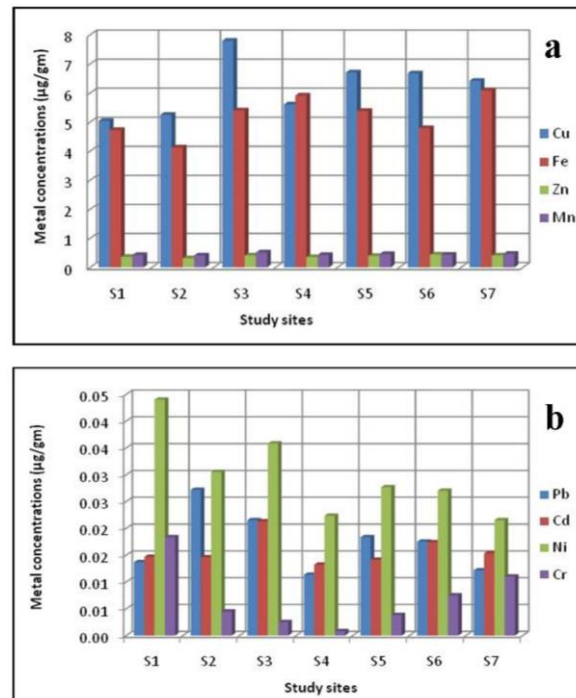 8
a
7
6
5
4
3
2
1
0
Metal concentrations (µg/gm)
Cu
Fe
Zn
Mn
S1 S2 S3 S4 S5 S6 S7
Study sites
0.05
b
0.04
0.04
0.03
0.03
0.02
0.02
0.01
0.01
0.00
Metal concentrations (µg/gm)
Pb
Cd
Ni
Cr
S1 S2 S3 S4 S5 S6 S7
Study sites